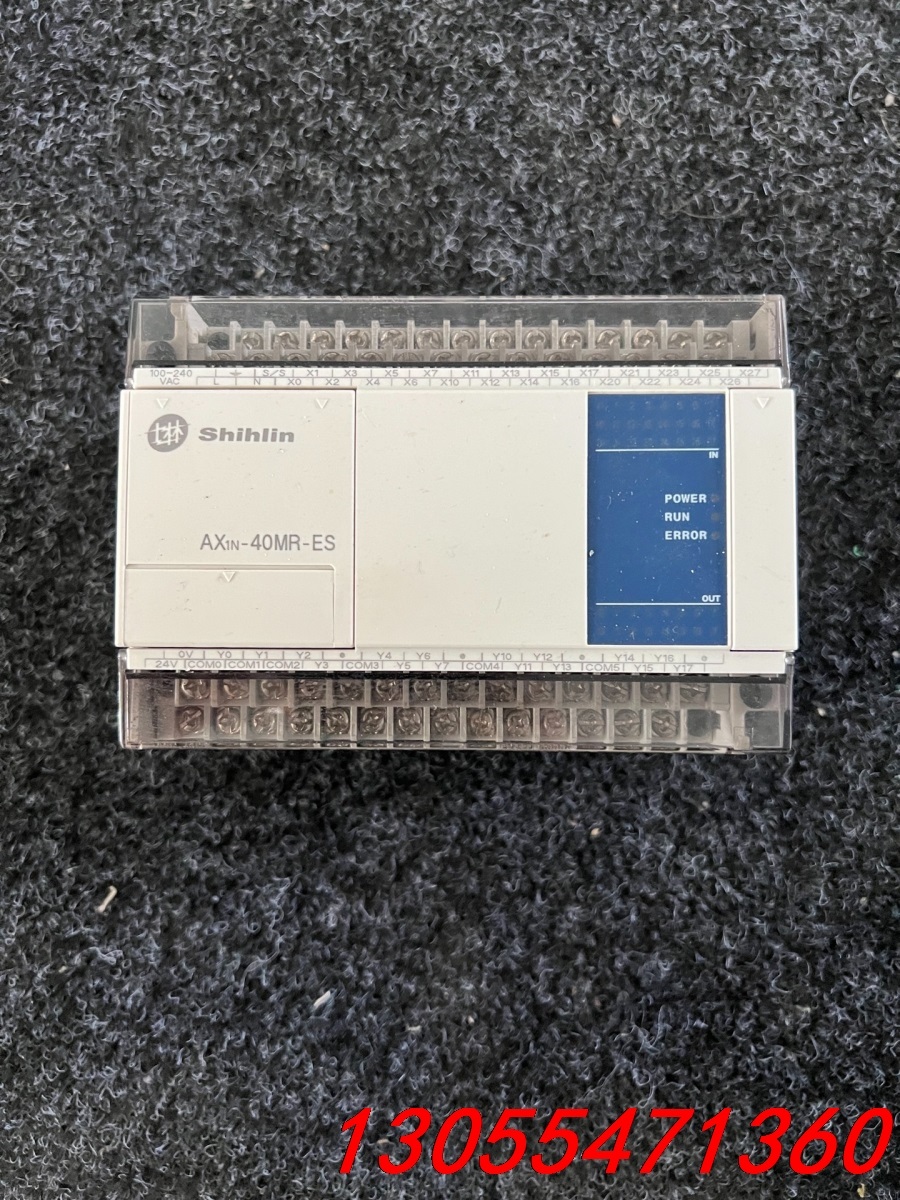 100-240 ⏚ S/S X1 X3 X5 X7 X11 X13 X15 X17 X21 X23 X25 X27
VAC L N X0 X2 X4 X6 X10 X12 X14 X16 X20 X22 X24 X26
Shihlin
IN
POWER
RUN
ERROR
AX1N-40MR-ES
OUT
0V Y0 Y1 Y2 • Y4 Y6 • Y10 Y12 • Y14 Y16 •
24V COM0 COM1 COM2 Y3 COM3 Y5 Y7 COM4 Y11 Y13 COM5 Y15 Y17
13055471360